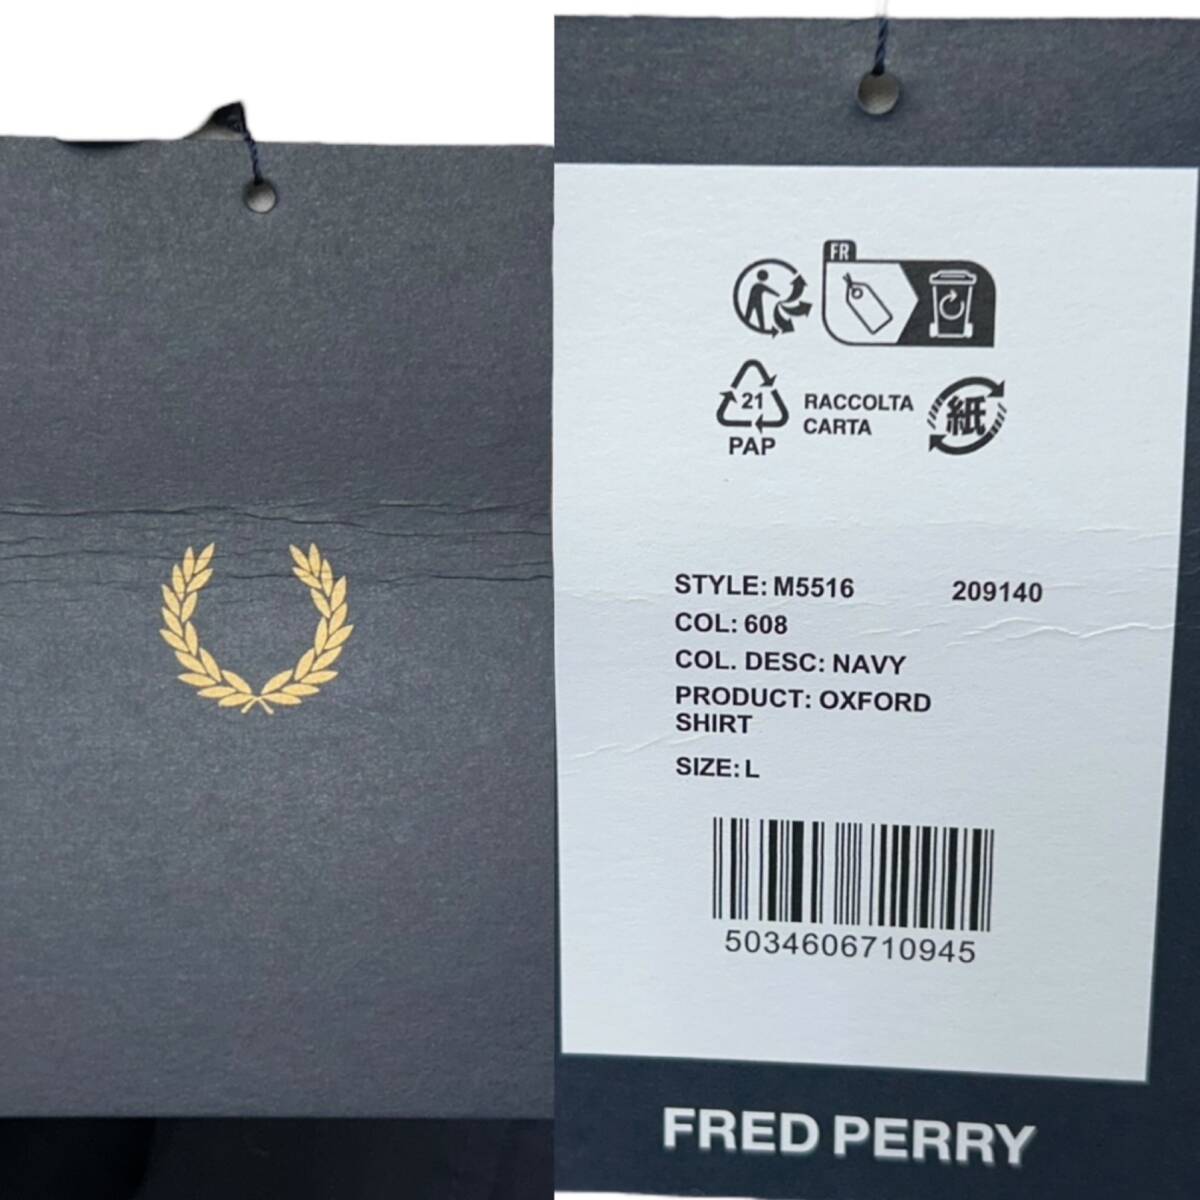 FR
21
PAP
RACCOLTA
CARTA
紙
STYLE: M5516 209140
COL: 608
COL. DESC: NAVY
PRODUCT: OXFORD
SHIRT
SIZE: L
5034606710945
FRED PERRY